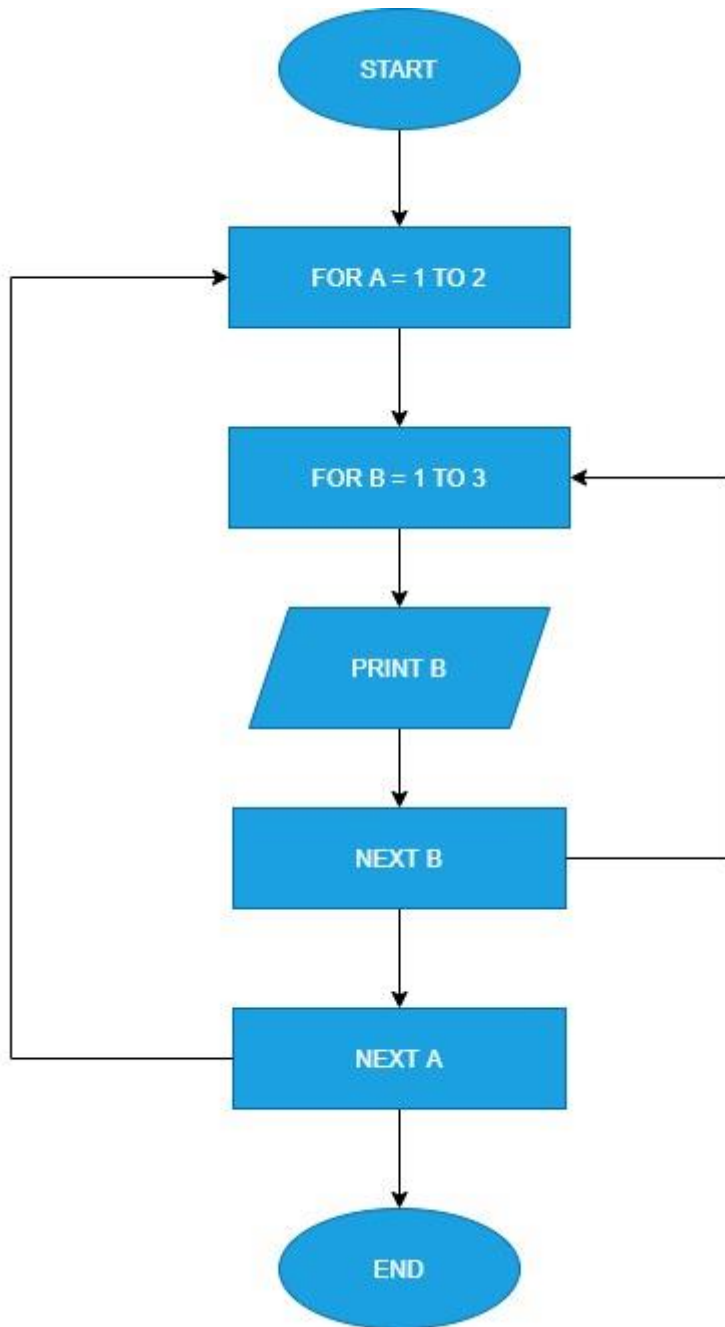 START
FOR A = 1 TO 2
FOR B = 1 TO 3
PRINT B
NEXT B
NEXT A
END